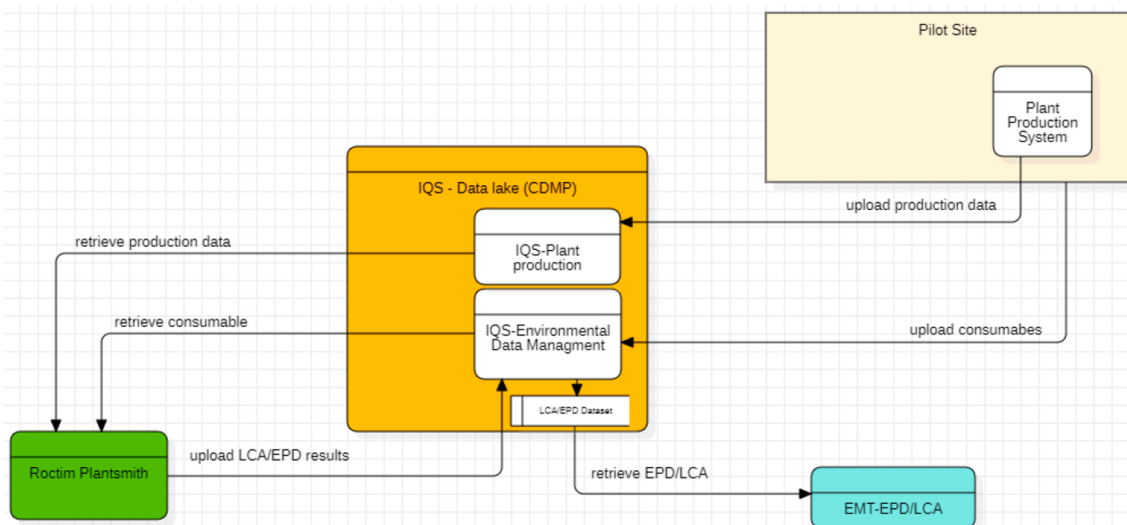 Pilot Site
Plant
Production
System
upload production data
IQS - Data lake (CDMP)
IQS-Plant
production
retrieve production data
IQS-Environmental
Data Managment
retrieve consumable
upload consumabes
LCA/EPD Dataset
Roctim Plantsmith
upload LCA/EPD results
retrieve EPD/LCA
EMT-EPD/LCA